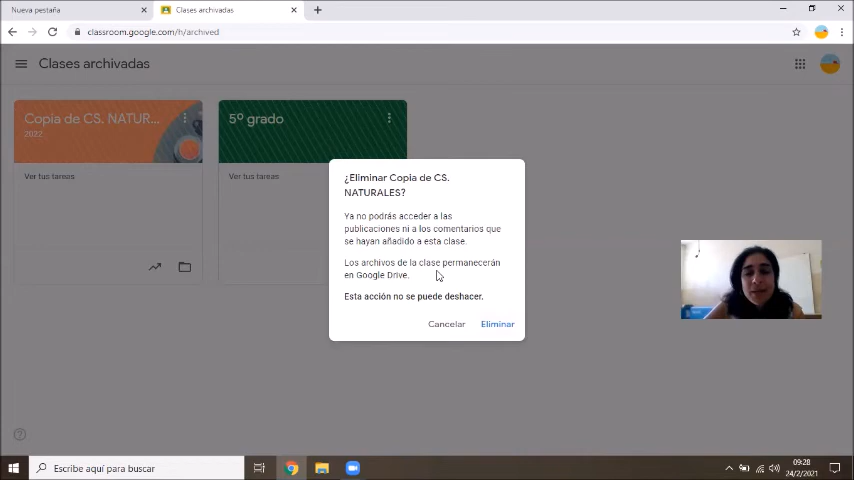 Nueva pestaña
Clases archivadas
classroom.google.com/h/archived
Clases archivadas
Copia de CS. NATUR...
2022
5º grado
Ver tus tareas
Ver tus tareas
¿Eliminar Copia de CS.
NATURALES?
Ya no podrás acceder a las
publicaciones ni a los comentarios que
se hayan añadido a esta clase.
Los archivos de la clase permanecerán
en Google Drive.
Esta acción no se puede deshacer.
Cancelar Eliminar
Escribe aquí para buscar
09:28
24/2/2021